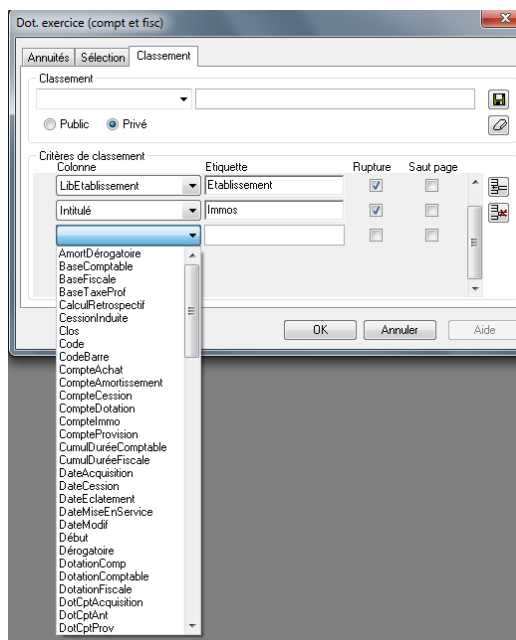 Dot. exercice (compt et fisc)
Annuités Sélection Classement
Classement
Public Privé
Critères de classement
Colonne Etiquette Rupture Saut page
LibEtablissement Etablissement
Intitulé Immos
AmortDérogatoire
BaseComptable
BaseFiscale
BaseTaxeProf
CalculRetrospectif
CessionInduite
Clos
Code
CodeBarre
CompteAchat
CompteAmortissement
CompteCession
CompteDotation
CompteImmo
CompteProvision
CumulDuréeComptable
CumulDuréeFiscale
DateAcquisition
DateCession
DateEclatement
DateMiseEnService
DateModif
Début
Dérogatoire
DotationComp
DotationComptable
DotationFiscale
DotCptAcquisition
DotCptAnt
DotCptProv
OK Annuler Aide